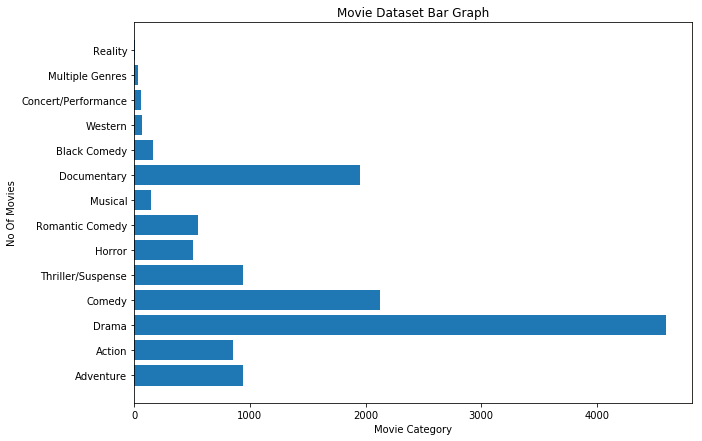 Movie Dataset Bar Graph
Reality
Multiple Genres
Concert/Performance
Western
Black Comedy
Documentary
Musical
Romantic Comedy
Horror
Thriller/Suspense
Comedy
Drama
Action
Adventure
No Of Movies
0 1000 2000 3000 4000
Movie Category